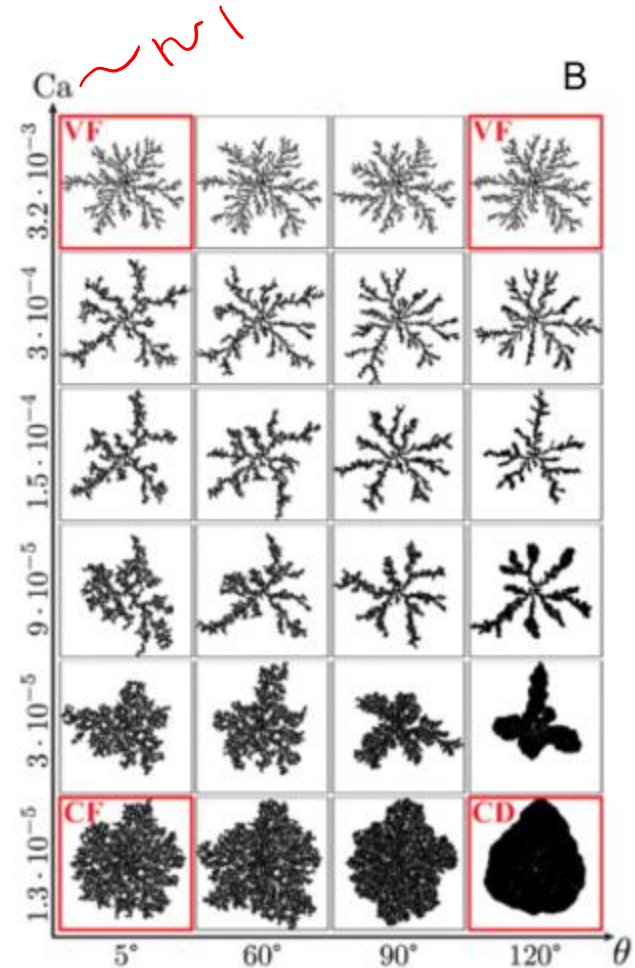 B
Ca
VF VF
3.2 · 10⁻³
3 · 10⁻⁴
1.5 · 10⁻⁴
9 · 10⁻⁵
3 · 10⁻⁵
CF CD
1.3 · 10⁻⁵
5° 60° 90° 120° θ